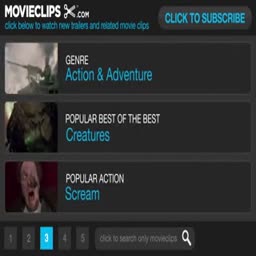 MOVIECLIPS.COM
click below to watch new trailers and related movie clips
CLICK TO SUBSCRIBE
GENRE
Action & Adventure
POPULAR BEST OF THE BEST
Creatures
POPULAR ACTION
Scream
1 2 3 4 5 click to search only movieclips